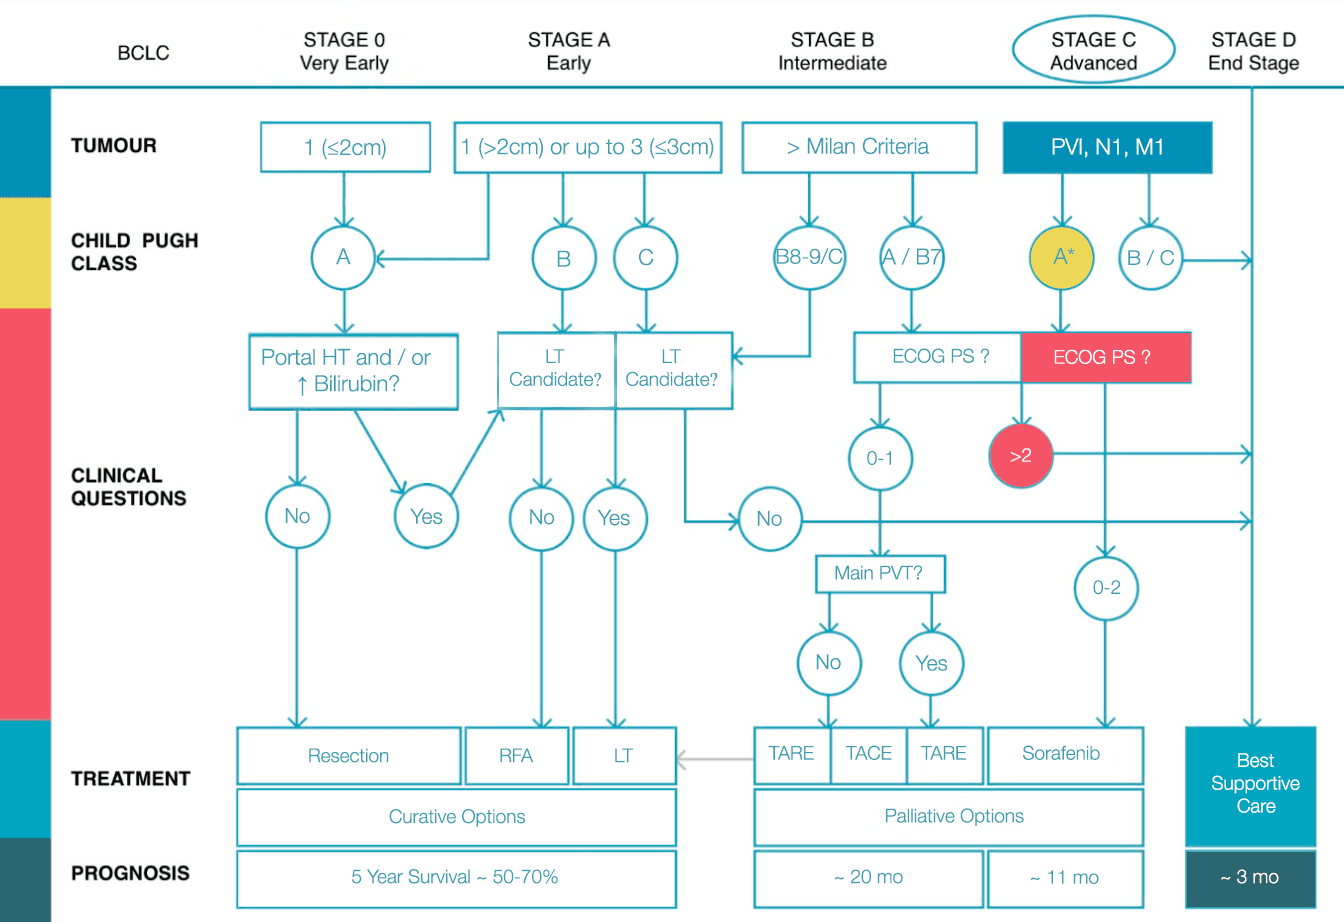 BCLC
STAGE 0
Very Early
STAGE A
Early
STAGE B
Intermediate
STAGE C
Advanced
STAGE D
End Stage
TUMOUR
1 (≤2cm)
1 (>2cm) or up to 3 (≤3cm)
> Milan Criteria
PVI, N1, M1
CHILD PUGH
CLASS
A
B
C
B8-9/C
A / B7
A*
B / C
Portal HT and / or
↑ Bilirubin?
LT
Candidate?
LT
Candidate?
ECOG PS ?
ECOG PS ?
CLINICAL
QUESTIONS
0-1
>2
No
Yes
No
Yes
No
Main PVT?
0-2
No
Yes
TREATMENT
Resection
RFA
LT
TARE
TACE
TARE
Sorafenib
Best
Supportive
Care
Curative Options
Palliative Options
PROGNOSIS
5 Year Survival ~ 50-70%
~ 20 mo
~ 11 mo
~ 3 mo